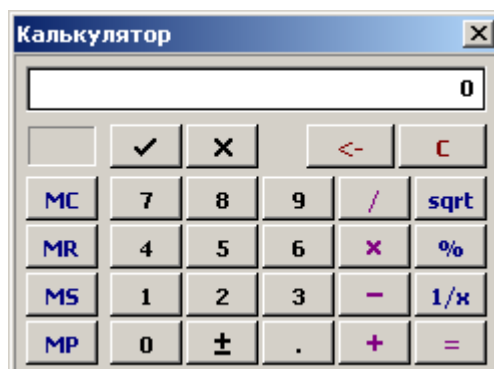 Калькулятор
0
<- C
MC 7 8 9 / sqrt
MR 4 5 6 × %
MS 1 2 3 − 1/x
MP 0 ± . + =